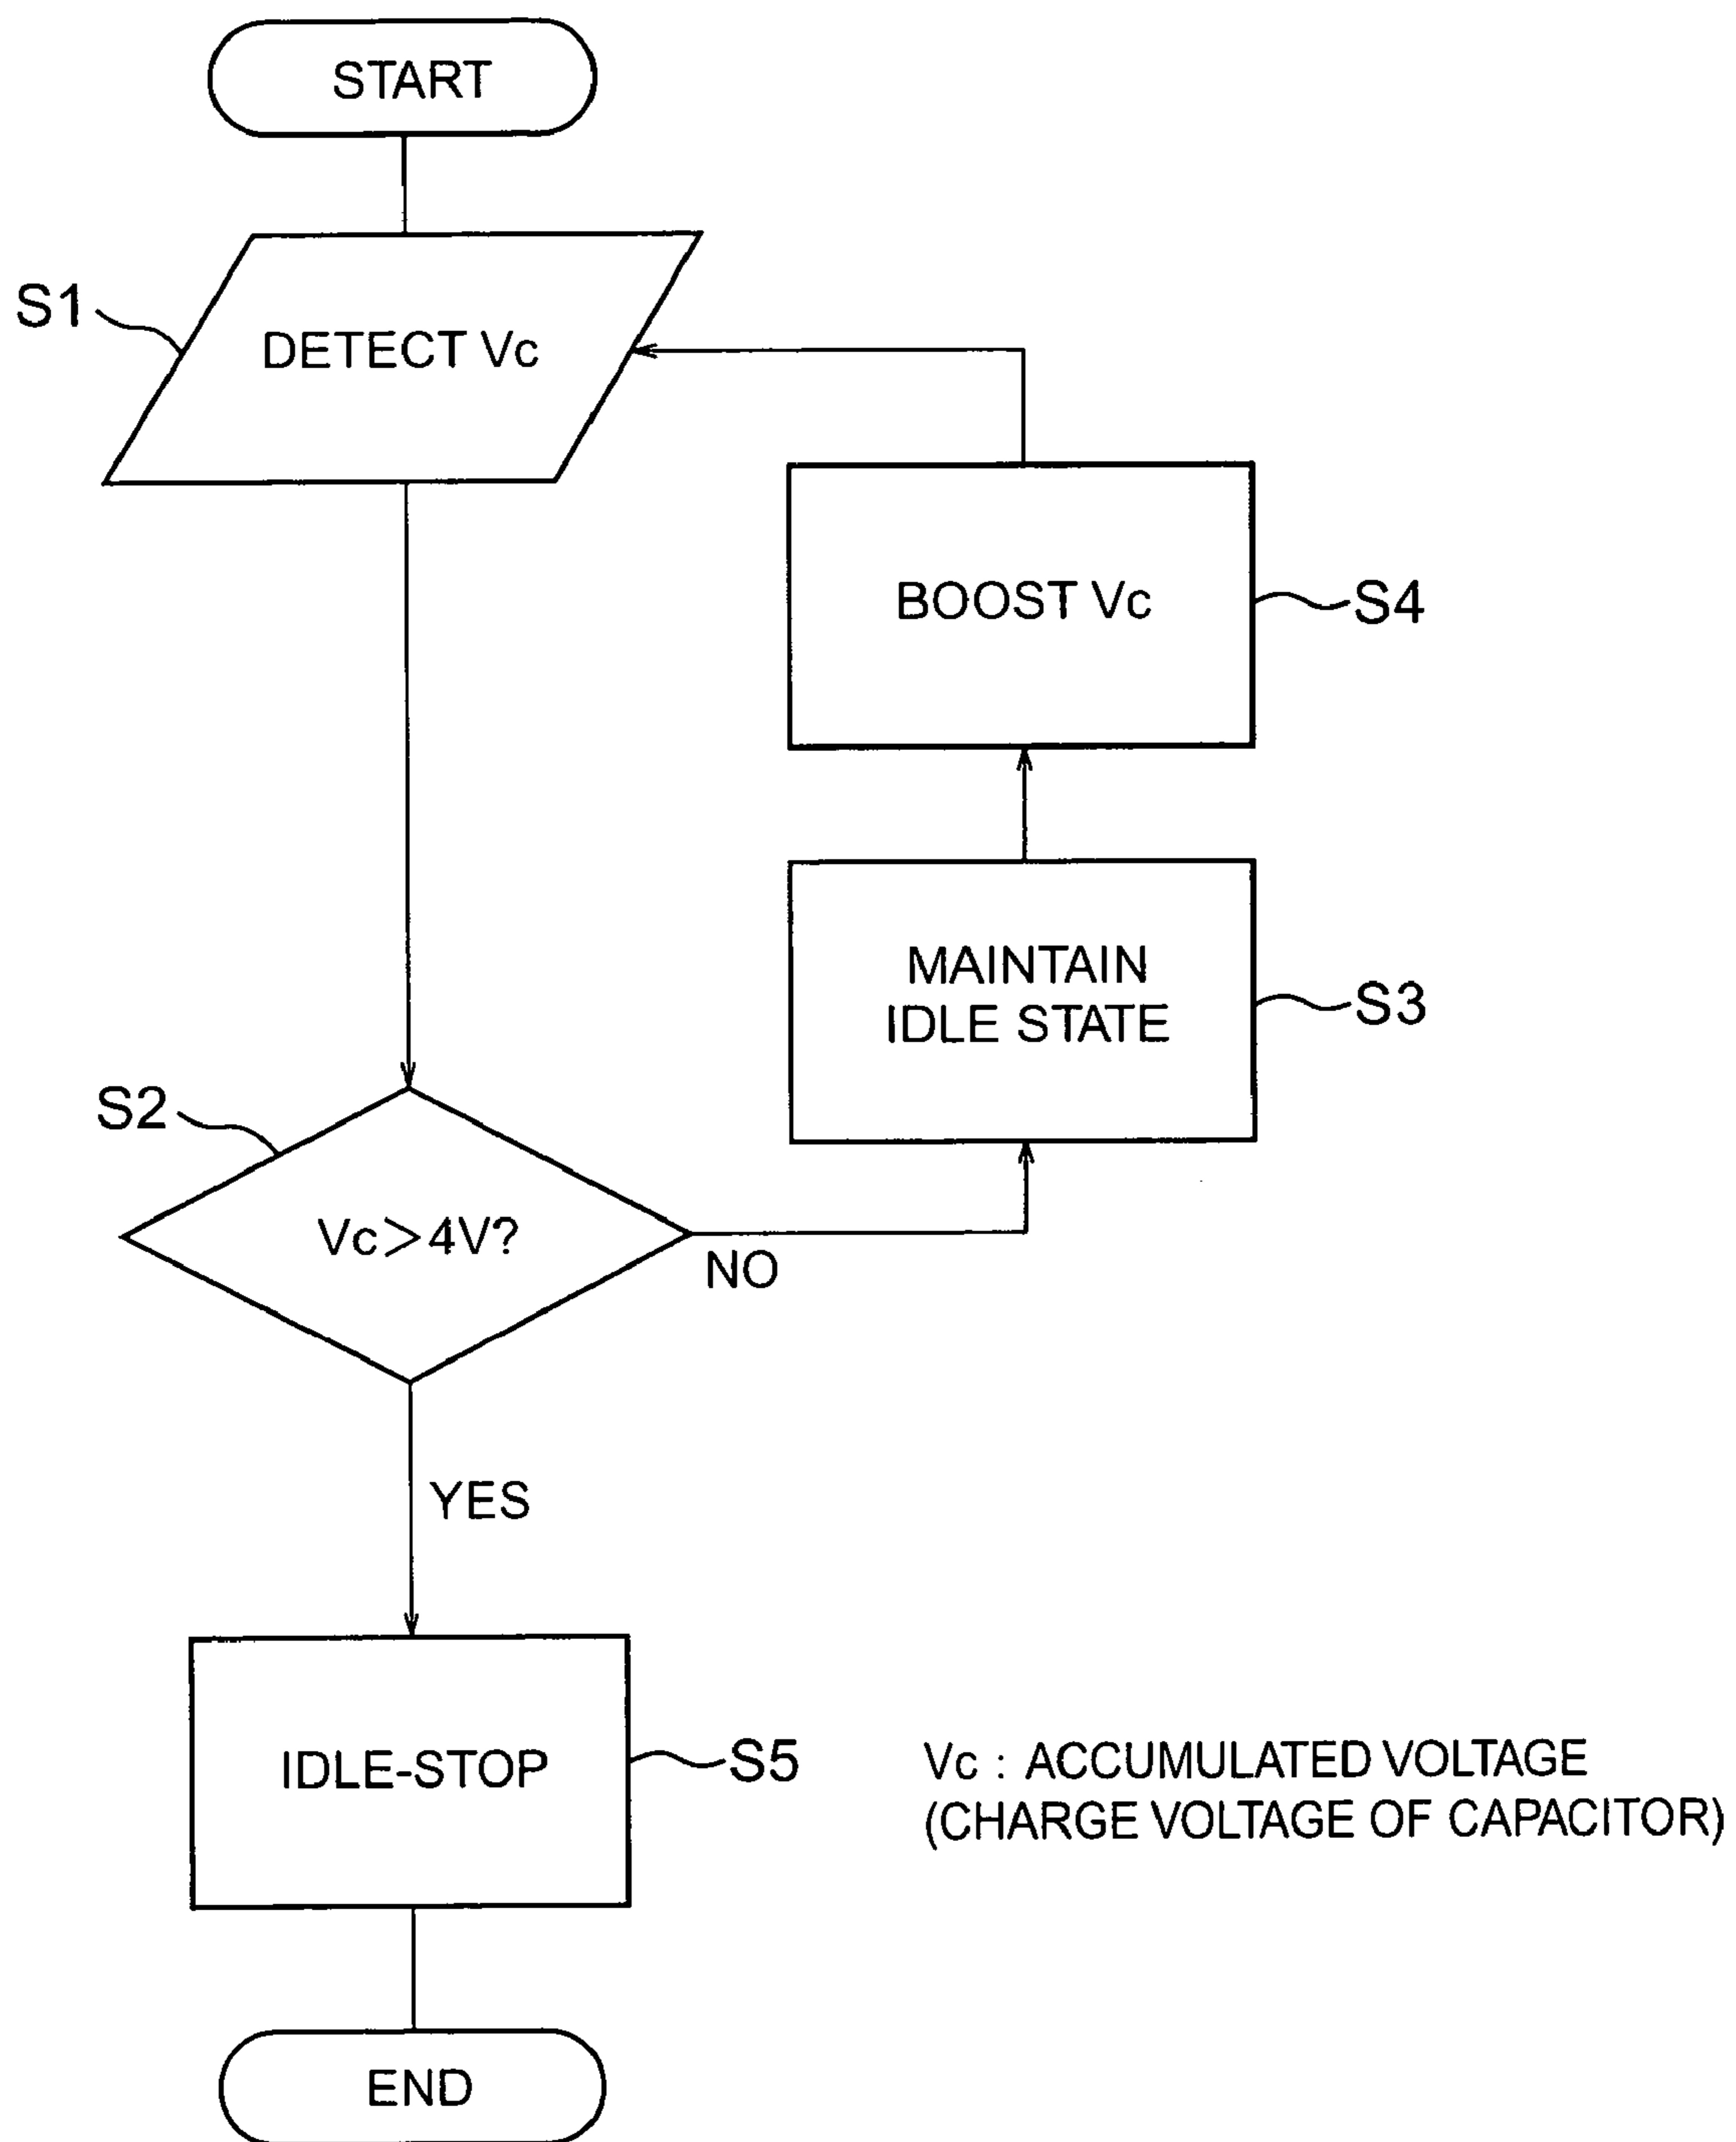 START
S1
DETECT Vc
BOOST Vc
S4
MAINTAIN
IDLE STATE
S3
S2
Vc>4V?
NO
YES
IDLE-STOP
S5
Vc : ACCUMULATED VOLTAGE
(CHARGE VOLTAGE OF CAPACITOR)
END